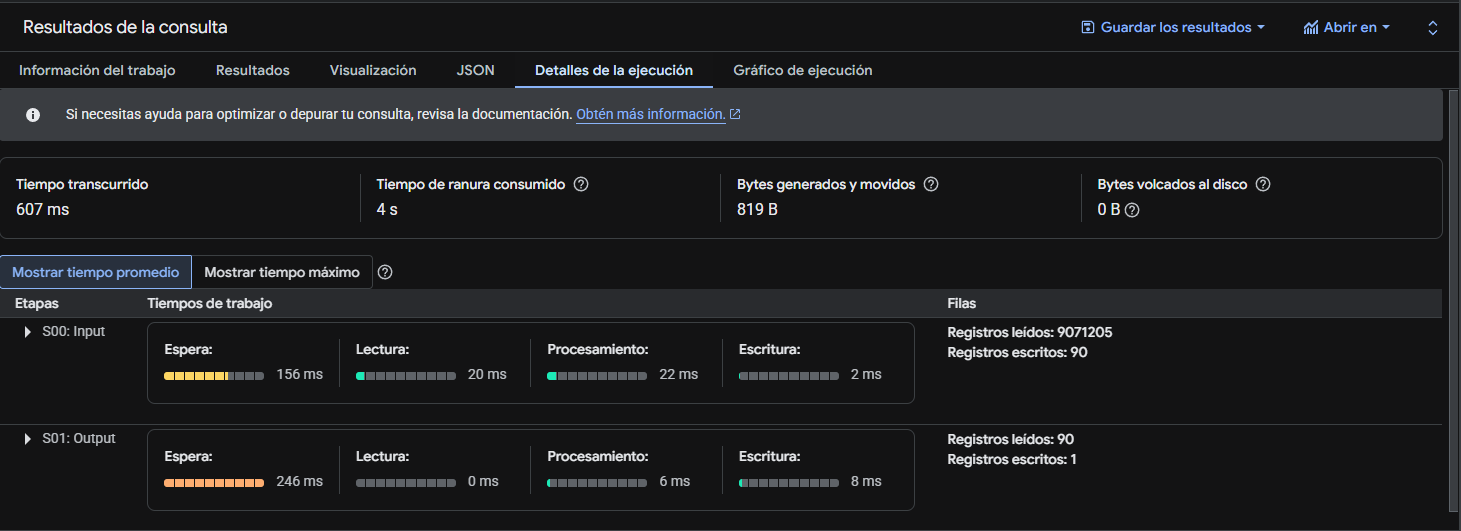 Resultados de la consulta
Guardar los resultados
Abrir en
Información del trabajo
Resultados
Visualización
JSON
Detalles de la ejecución
Gráfico de ejecución
Si necesitas ayuda para optimizar o depurar tu consulta, revisa la documentación. Obtén más información.
Tiempo transcurrido
607 ms
Tiempo de ranura consumido
4 s
Bytes generados y movidos
819 B
Bytes volcados al disco
0 B
Mostrar tiempo promedio
Mostrar tiempo máximo
Etapas
Tiempos de trabajo
Filas
S00: Input
Espera:
156 ms
Lectura:
20 ms
Procesamiento:
22 ms
Escritura:
2 ms
Registros leídos: 9071205
Registros escritos: 90
S01: Output
Espera:
246 ms
Lectura:
0 ms
Procesamiento:
6 ms
Escritura:
8 ms
Registros leídos: 90
Registros escritos: 1